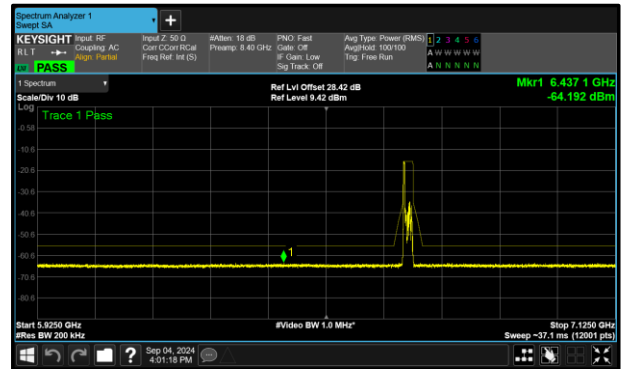 Spectrum Analyzer 1
Swept SA
+
KEYSIGHT
RLT
LW
PASS
Input: RF
Coupling: AC
Align: Partial
Input Z: 50 Ω
Corr CCorr RCal
Freq Ref: Int (S)
#Atten: 18 dB
Preamp: 8.40 GHz
PNO: Fast
Gate: Off
IF Gain: Low
Sig Track: Off
Avg Type: Power (RMS)
Avg|Hold: 100/100
Trig: Free Run
1 2 3 4 5 6
A W W W W W
A N N N N N
1 Spectrum
Scale/Div 10 dB
Log
Ref Lvl Offset 28.42 dB
Ref Level 9.42 dBm
Mkr1 6.437 1 GHz
-64.192 dBm
Trace 1 Pass
-0.58
-10.6
-20.6
-30.6
-40.6
-50.6
-60.6
-70.6
-80.6
1
Start 5.9250 GHz
#Res BW 200 kHz
#Video BW 1.0 MHz*
Stop 7.1250 GHz
Sweep ~37.1 ms (12001 pts)
?
Sep 04, 2024
4:01:18 PM